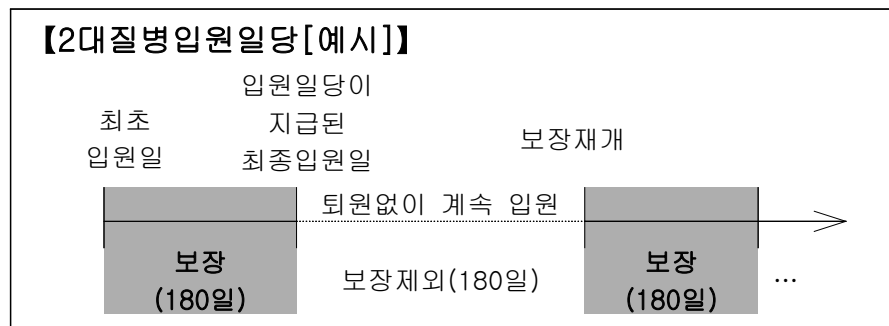 【2대질병입원일당[예시]】
최초
입원일
입원일당이
지급된
최종입원일
보장재개
퇴원없이 계속 입원
보장
(180일)
보장제외(180일)
보장
(180일)
…